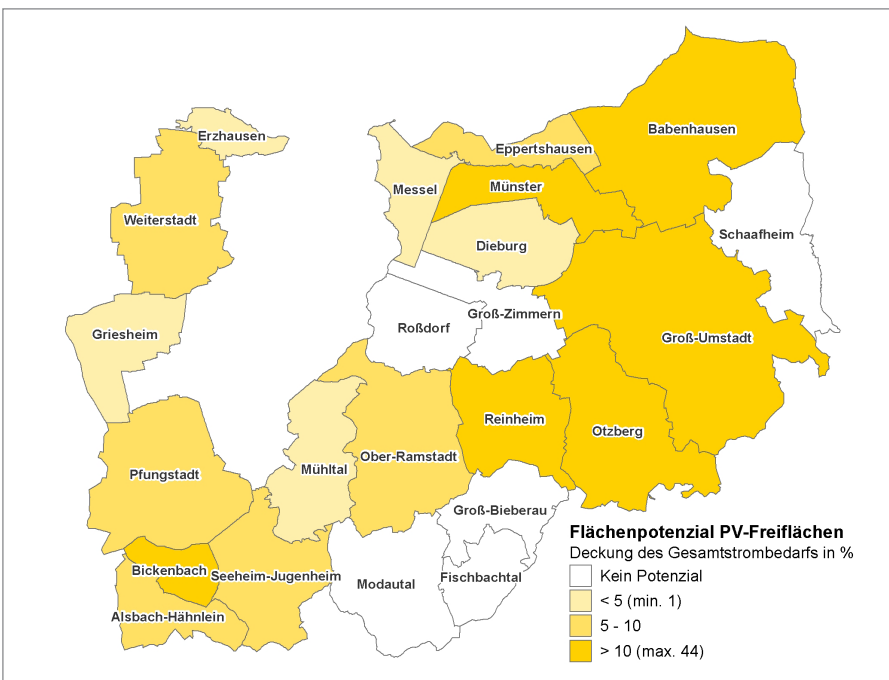 Babenhausen
Erzhausen
Eppertshausen
Messel
Münster
Weiterstadt
Schaafheim
Dieburg
Groß-Zimmern
Roßdorf
Griesheim
Groß-Umstadt
Reinheim
Otzberg
Ober-Ramstadt
Mühltal
Pfungstadt
Groß-Bieberau
Bickenbach
Seeheim-Jugenheim
Modautal
Fischbachtal
Alsbach-Hähnlein
Flächenpotenzial PV-Freiflächen
Deckung des Gesamtstrombedarfs in %
Kein Potenzial
< 5 (min. 1)
5 - 10
> 10 (max. 44)